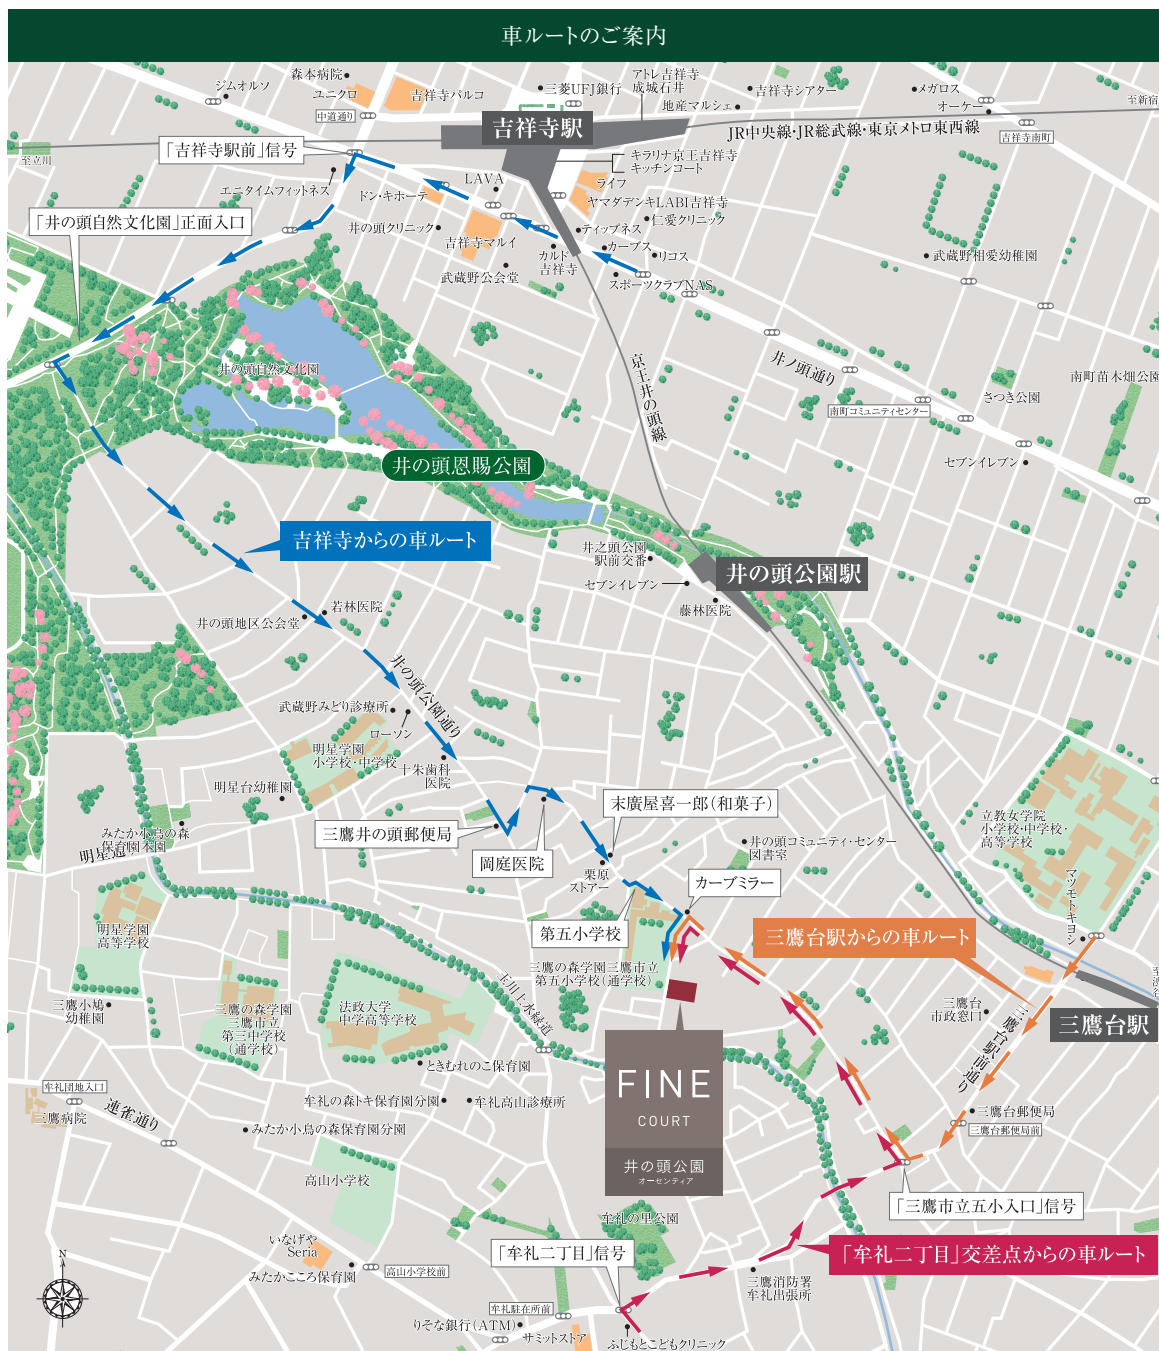 車ルートのご案内
森本病院
ジムオルソ
ユニクロ
吉祥寺パルコ
中道通り
三菱UFJ銀行
アトレ吉祥寺
成城石井
地産マルシェ
吉祥寺シアター
メガロス
オーケー
至新宿
吉祥寺南町
吉祥寺駅
JR中央線・JR総武線・東京メトロ東西線
至立川
「吉祥寺駅前」信号
キラリナ京王吉祥寺
キッチンコート
エニタイムフィットネス
ドン・キホーテ
LAVA
ライフ
ヤマダデンキLABI吉祥寺
仁愛クリニック
「井の頭自然文化園」正面入口
井の頭クリニック
吉祥寺マルイ
ティップネス
カーブス
リコス
カルド
吉祥寺
武蔵野公会堂
スポーツクラブNAS
武蔵野相愛幼稚園
井の頭自然文化園
京王井の頭線
井ノ頭通り
南町コミュニティセンター
さつき公園
南町苗木畑公園
セブンイレブン
井の頭恩賜公園
吉祥寺からの車ルート
井之頭公園
駅前交番
セブンイレブン
井の頭公園駅
藤林医院
若林医院
井の頭地区公会堂
井の頭公園通り
武蔵野みどり診療所
ローソン
明星学園
小学校・中学校
十朱歯科
医院
明星台幼稚園
みたか小鳥の森
保育園本園
明星通り
三鷹井の頭郵便局
岡庭医院
末廣屋喜一郎(和菓子)
栗原
ストアー
井の頭コミュニティ・センター
図書室
立教女学院
小学校・中学校・
高等学校
マツモトキヨシ
カーブミラー
第五小学校
三鷹台駅からの車ルート
明星学園
高等学校
三鷹の森学園三鷹市立
第五小学校(通学校)
玉川上水緑道
至渋谷
三鷹小鳩
幼稚園
三鷹の森学園
三鷹市立
第三中学校
(通学校)
法政大学
中学高等学校
三鷹台
市政窓口
三鷹台駅前通り
三鷹台駅
ときむれのこ保育園
FINE
COURT
井の頭公園
オーセンティア
牟礼団地入口
三鷹病院
連雀通り
牟礼の森トキ保育園分園
牟礼高山診療所
みたか小鳥の森保育園分園
三鷹台郵便局
三鷹台郵便局前
高山小学校
「三鷹市立五小入口」信号
牟礼の里公園
「牟礼二丁目」信号
「牟礼二丁目」交差点からの車ルート
いなげや
Seria
みたかこころ保育園
高山小学校前
三鷹消防署
牟礼出張所
N
牟礼駐在所前
りそな銀行(ATM)
サミットストア
ふじもとこどもクリニック